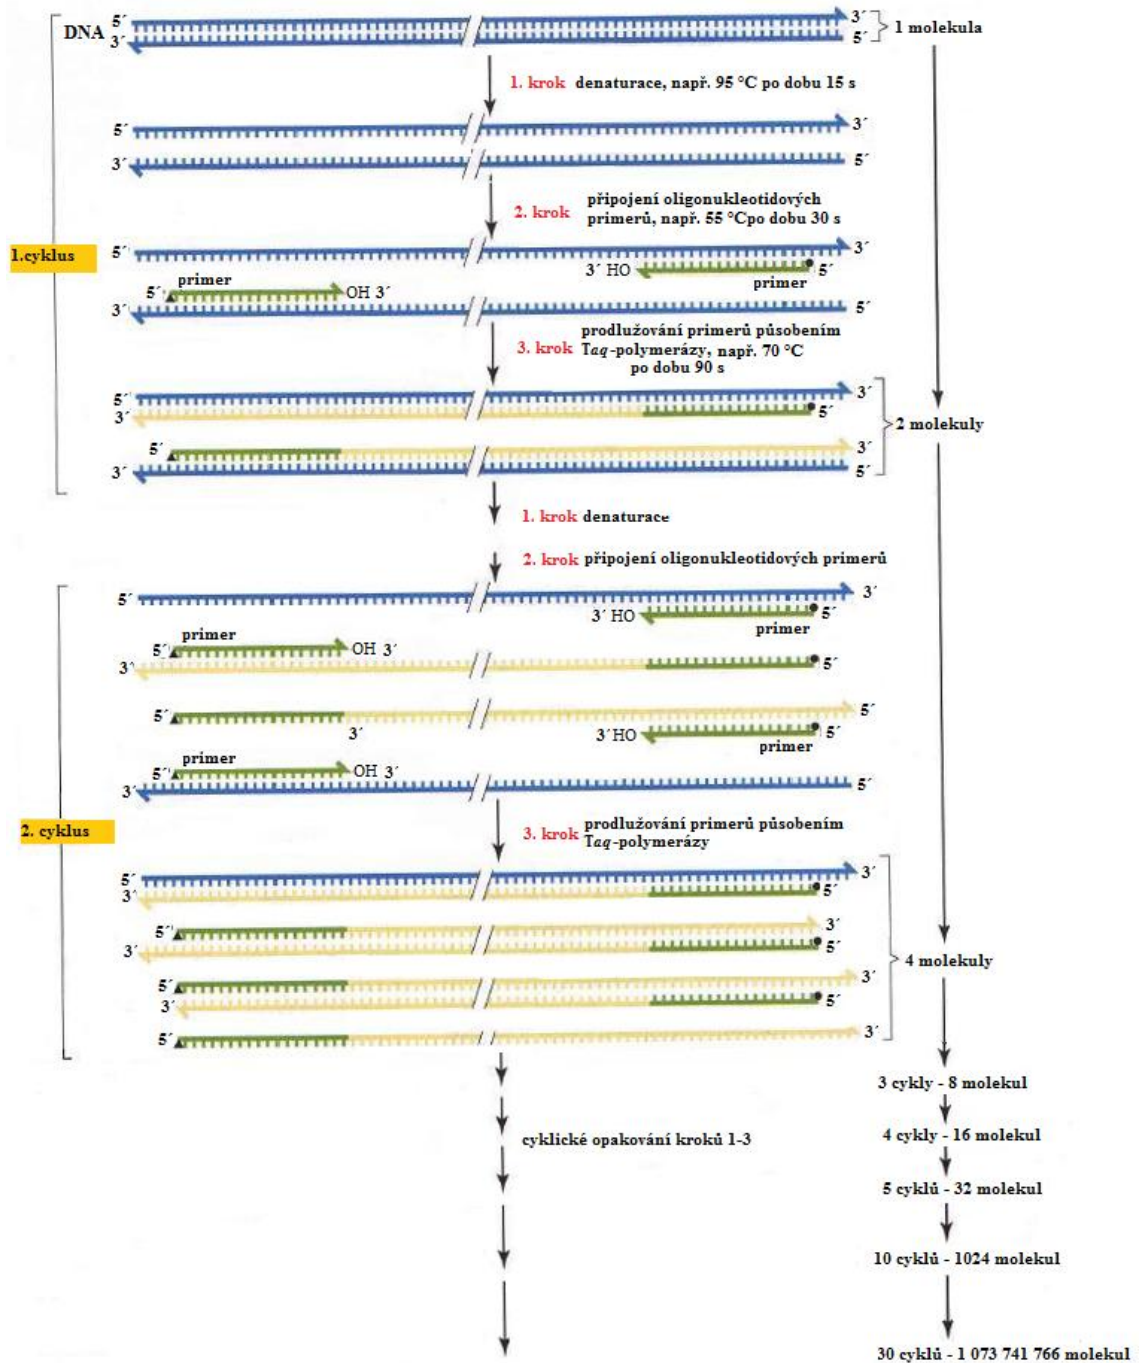 5´ 3´
DNA
1 molekula
3´ 5´
1. krok denaturace, např. 95 °C po dobu 15 s
5´ 3´
3´ 5´
2. krok připojení oligonukleotidových
primerů, např. 55 °Cpo dobu 30 s
1.cyklus
5´ 3´
3´ HO 5´
primer primer
5´ OH 3´
3´ 5´
3. krok prodlužování primerů působením
Taq-polymerázy, např. 70 °C
po dobu 90 s
5´ 3´
3´ 5´
2 molekuly
5´ 3´
3´ 5´
1. krok denaturace
2. krok připojení oligonukleotidových primerů
5´ 3´
3´ HO 5´
primer primer
5´ OH 3´
3´ 5´
5´ 5´
3´ 3´HO 5´
primer primer
5´ OH 3´
3´ 5´
2. cyklus
3. krok prodlužování primerů působením
Taq-polymerázy
5´ 3´
3´ 5´
5´ 3´
3´ 5´
4 molekuly
5´ 3´
3´ 5´
5´ 3´
3 cykly - 8 molekul
cyklické opakování kroků 1-3
4 cykly - 16 molekul
5 cyklů - 32 molekul
10 cyklů - 1024 molekul
30 cyklů - 1 073 741 766 molekul